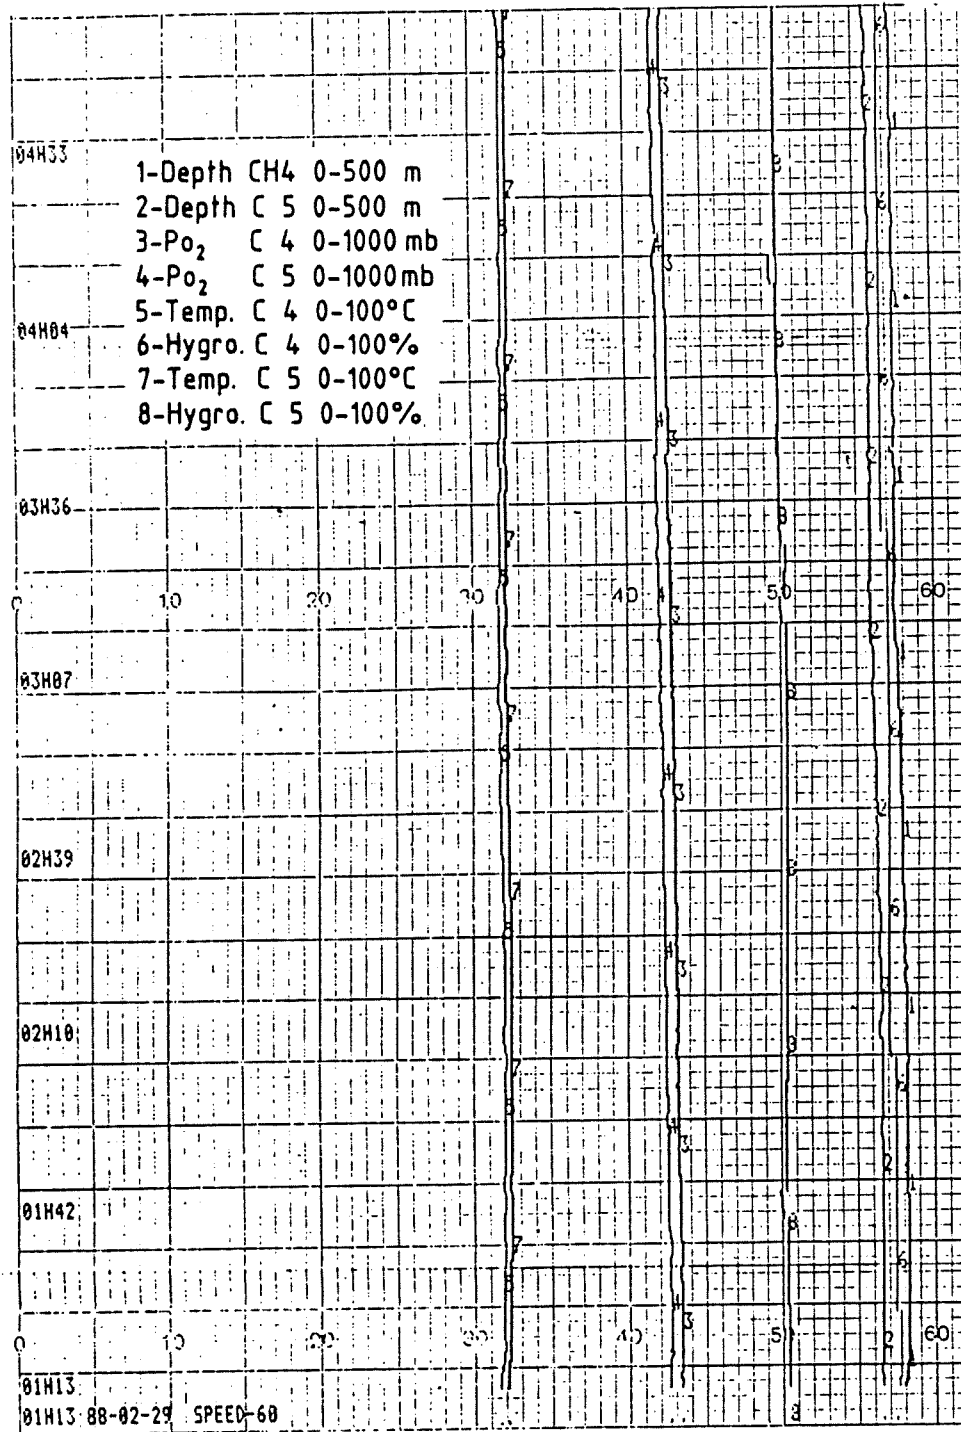 04H33
1-Depth CH4 0-500 m
2-Depth C 5 0-500 m
3-Po₂ C 4 0-1000 mb
4-Po₂ C 5 0-1000mb
5-Temp. C 4 0-100°C
04H04
6-Hygro. C 4 0-100%
7-Temp. C 5 0-100°C
8-Hygro. C 5 0-100%
03H36
0 10 20 30 40 50 60
03H07
02H39
02H10
01H42
0 10 20 30 40 60
01H13
01H13 88-02-29 SPEED-60